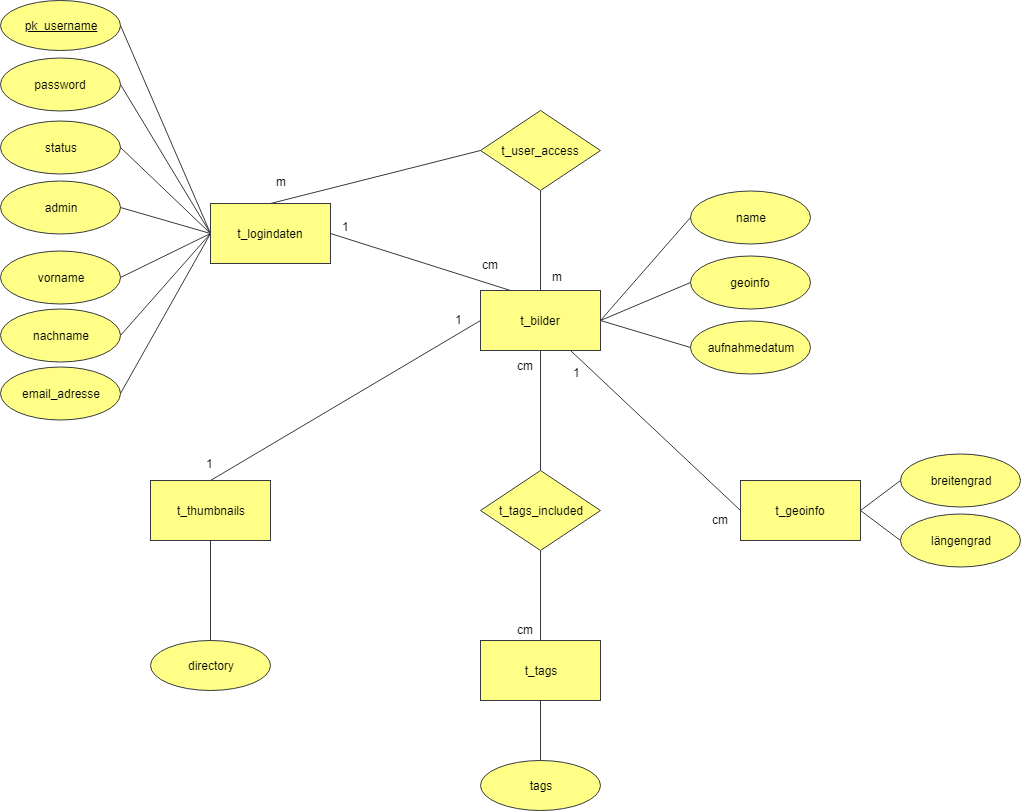 pk_username
password
status
admin
vorname
nachname
email_adresse
t_logindaten
m
1
t_user_access
cm
m
t_bilder
name
geoinfo
aufnahmedatum
1
cm
1
1
t_thumbnails
directory
t_tags_included
cm
t_tags
tags
cm
t_geoinfo
breitengrad
längengrad